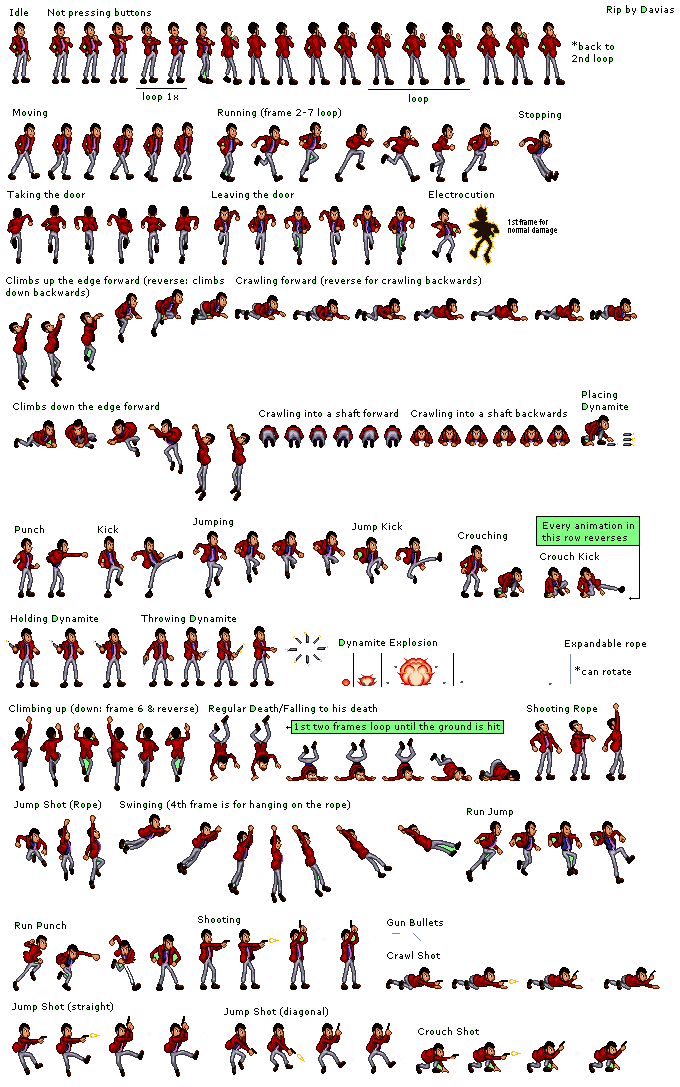 Idle
Not pressing buttons
Rip by Davias
*back to
2nd loop
loop 1x
loop
Moving
Running (frame 2-7 loop)
Stopping
Taking the door
Leaving the door
Electrocution
1st frame for
normal damage
Climbs up the edge forward (reverse: climbs
down backwards)
Crawling forward (reverse for crawling backwards)
Climbs down the edge forward
Crawling into a shaft forward
Crawling into a shaft backwards
Placing
Dynamite
Punch
Kick
Jumping
Jump Kick
Crouching
Every animation in
this row reverses
Crouch Kick
Holding Dynamite
Throwing Dynamite
Dynamite Explosion
Expandable rope
*can rotate
Climbing up (down: frame 6 & reverse)
Regular Death/Falling to his death
1st two frames loop until the ground is hit
Shooting Rope
Jump Shot (Rope)
Swinging (4th frame is for hanging on the rope)
Run Jump
Run Punch
Shooting
Gun Bullets
Crawl Shot
Jump Shot (straight)
Jump Shot (diagonal)
Crouch Shot